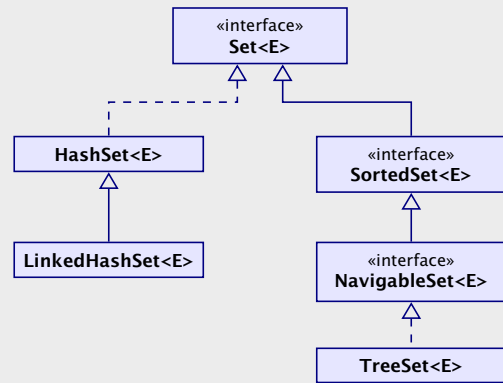 «interface»
Set<E>
HashSet<E>
«interface»
SortedSet<E>
LinkedHashSet<E>
«interface»
NavigableSet<E>
TreeSet<E>